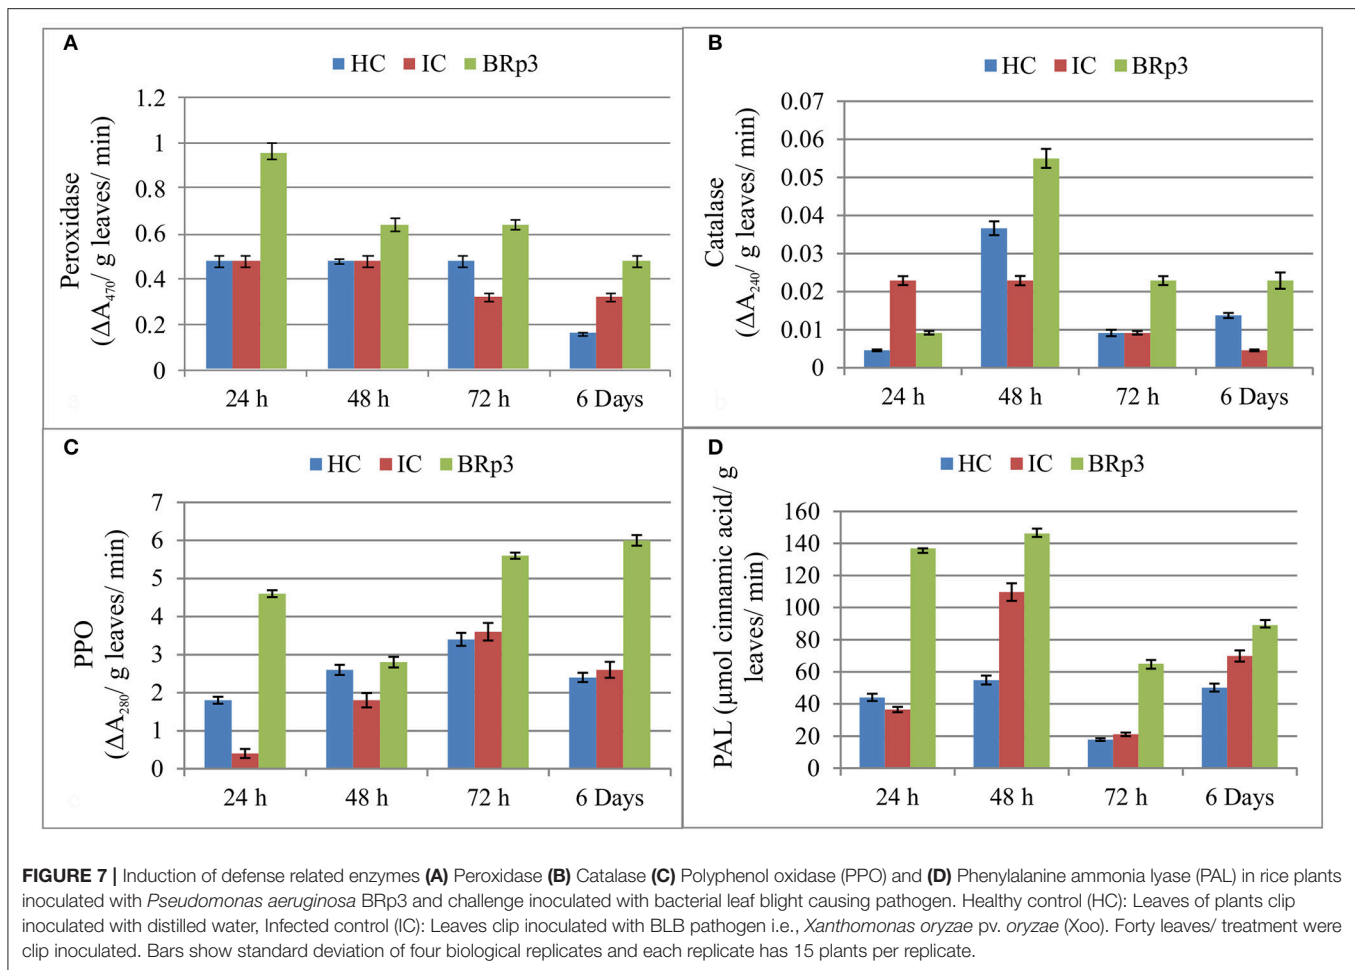 A
HC IC BRp3
Peroxidase
(ΔA470/ g leaves/ min)
1.2
1
0.8
0.6
0.4
0.2
0
24 h 48 h 72 h 6 Days
a
B
HC IC BRp3
Catalase
(ΔA240/ g leaves/ min)
0.07
0.06
0.05
0.04
0.03
0.02
0.01
0
24 h 48 h 72 h 6 Days
b
C
HC IC BRp3
PPO
(ΔA280/ g leaves/ min)
7
6
5
4
3
2
1
0
24 h 48 h 72 h 6 Days
c
D
HC IC BRp3
PAL (µmol cinnamic acid/ g
leaves/ min)
160
140
120
100
80
60
40
20
0
24 h 48 h 72 h 6 Days
FIGURE 7 | Induction of defense related enzymes (A) Peroxidase (B) Catalase (C) Polyphenol oxidase (PPO) and (D) Phenylalanine ammonia lyase (PAL) in rice plants
inoculated with Pseudomonas aeruginosa BRp3 and challenge inoculated with bacterial leaf blight causing pathogen. Healthy control (HC): Leaves of plants clip
inoculated with distilled water, Infected control (IC): Leaves clip inoculated with BLB pathogen i.e., Xanthomonas oryzae pv. oryzae (Xoo). Forty leaves/ treatment were
clip inoculated. Bars show standard deviation of four biological replicates and each replicate has 15 plants per replicate.